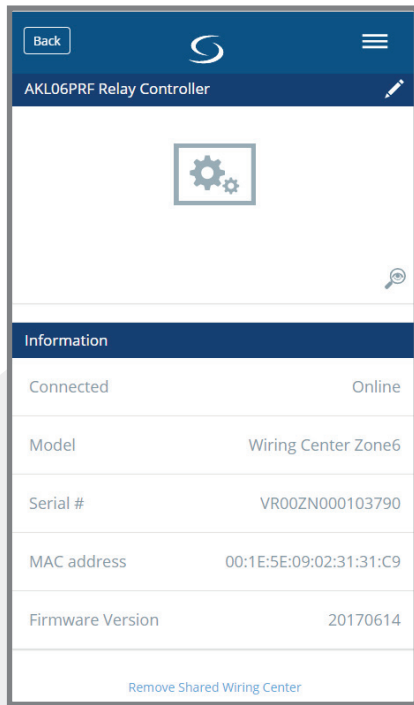 Back
AKL06PRF Relay Controller
Information
Connected Online
Model Wiring Center Zone6
Serial # VR00ZN000103790
MAC address 00:1E:5E:09:02:31:31:C9
Firmware Version 20170614
Remove Shared Wiring Center